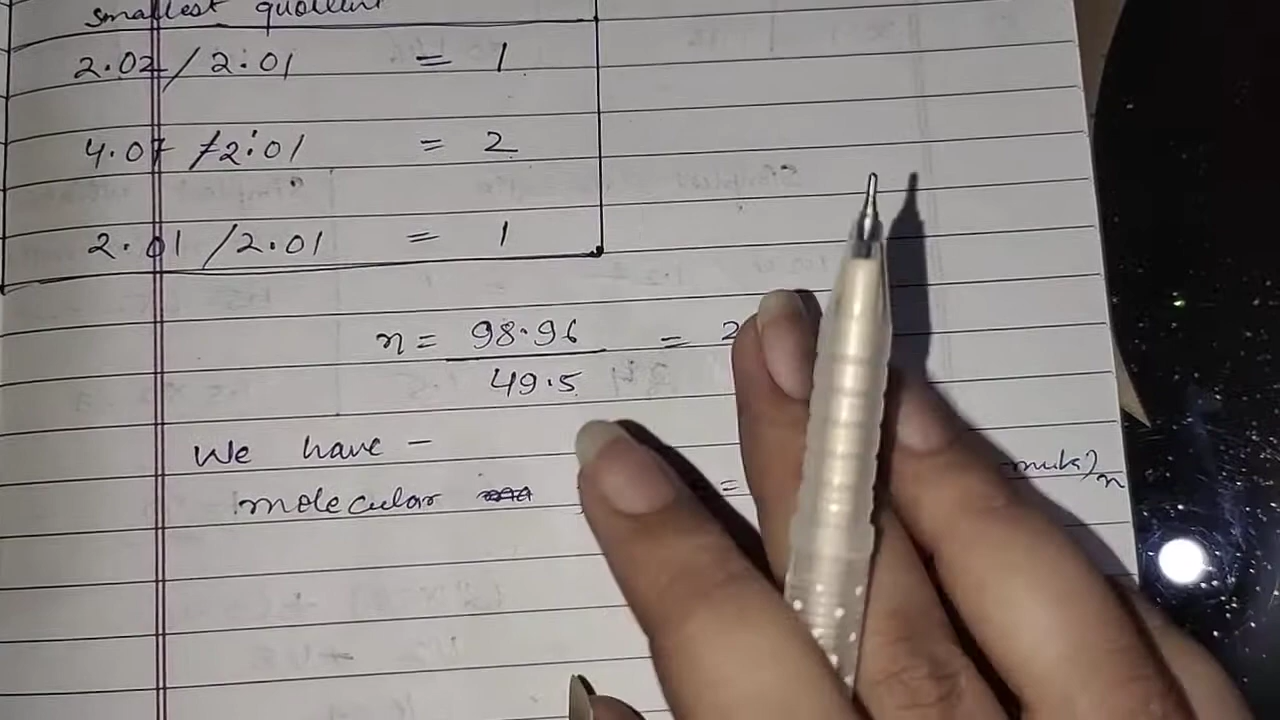 smallest quotient
2.02 / 2.01 = 1
4.07 / 2.01 = 2
2.01 / 2.01 = 1
n = 98.96 / 49.5 = 2
We have -
molecular = n